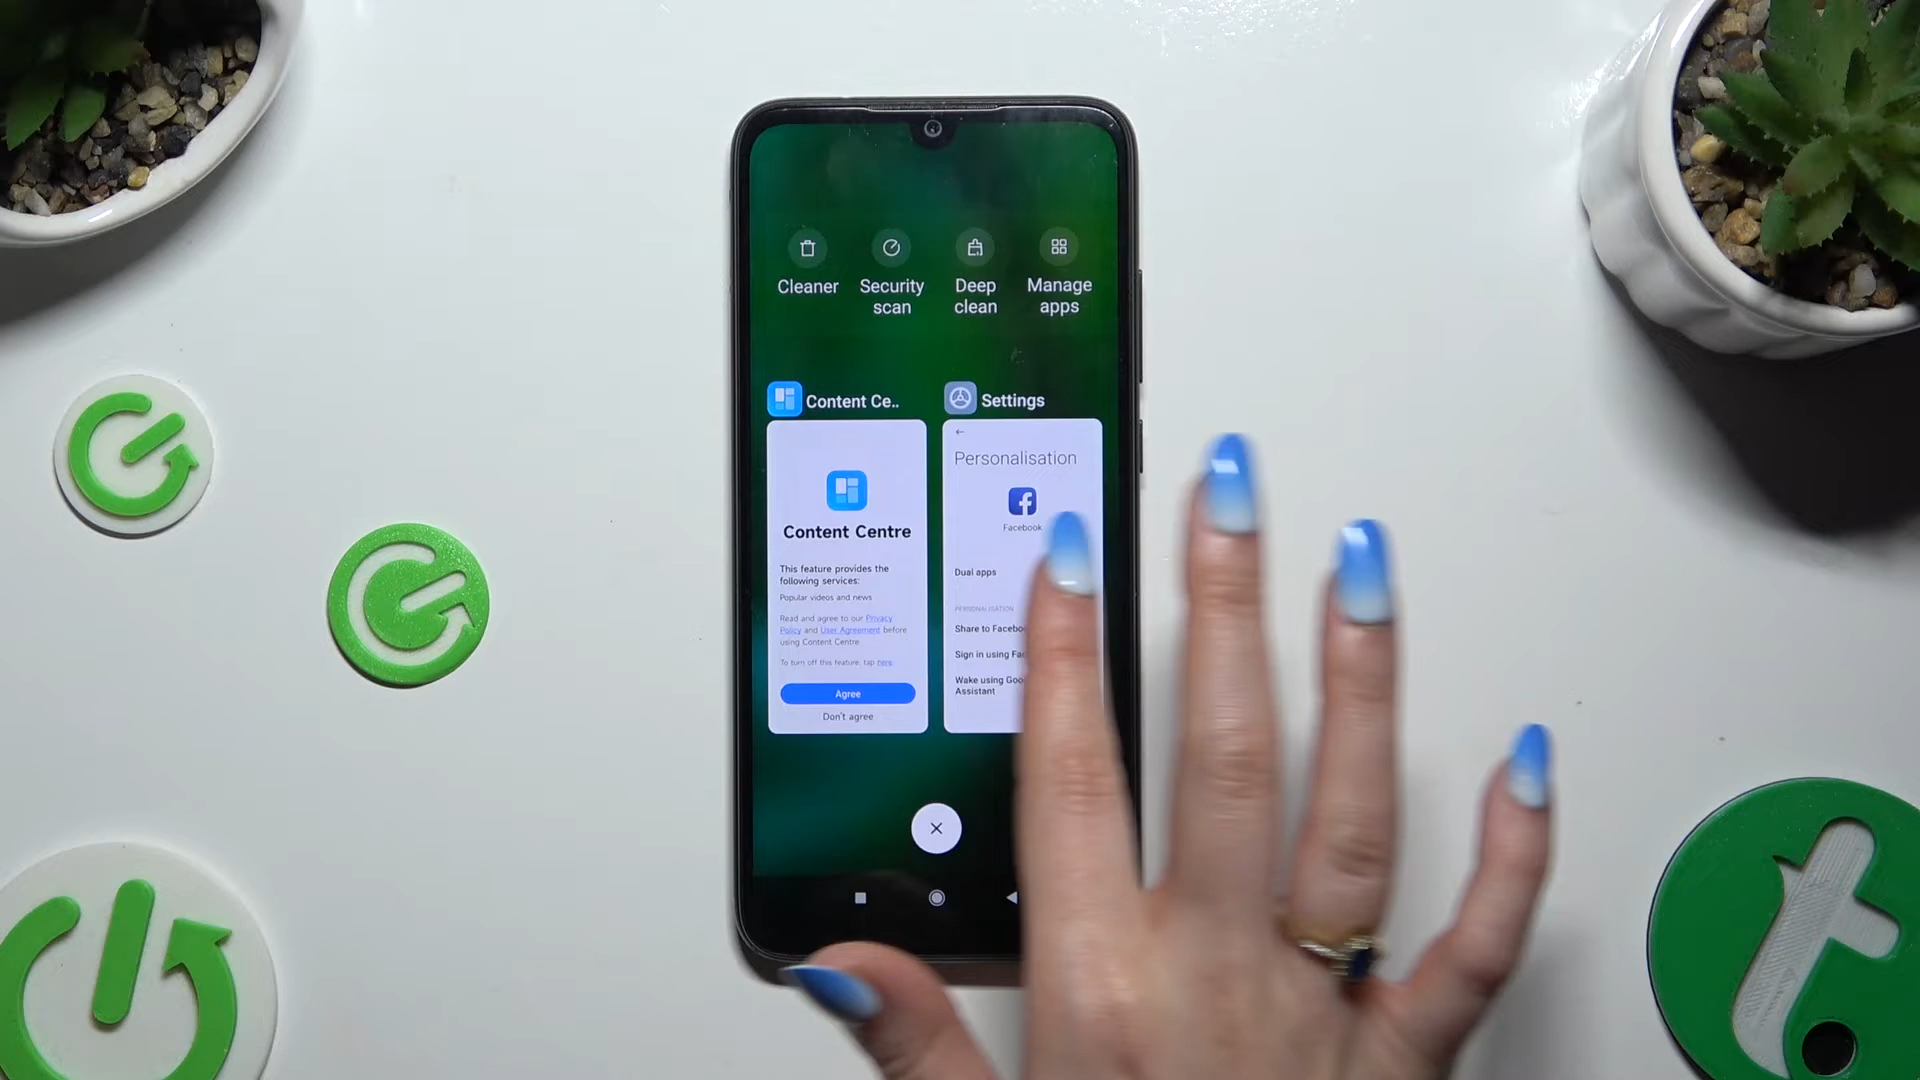 Cleaner
Security scan
Deep clean
Manage apps
Content Ce..
Content Centre
This feature provides the
following services:
Popular videos and news
Read and agree to our Privacy
Policy and User Agreement before
using Content Centre
To turn off this feature, tap here.
Agree
Don't agree
Settings
Personalisation
Facebook
Dual apps
PERSONALISATION
Share to
Sign in using
Wake using
Assistant